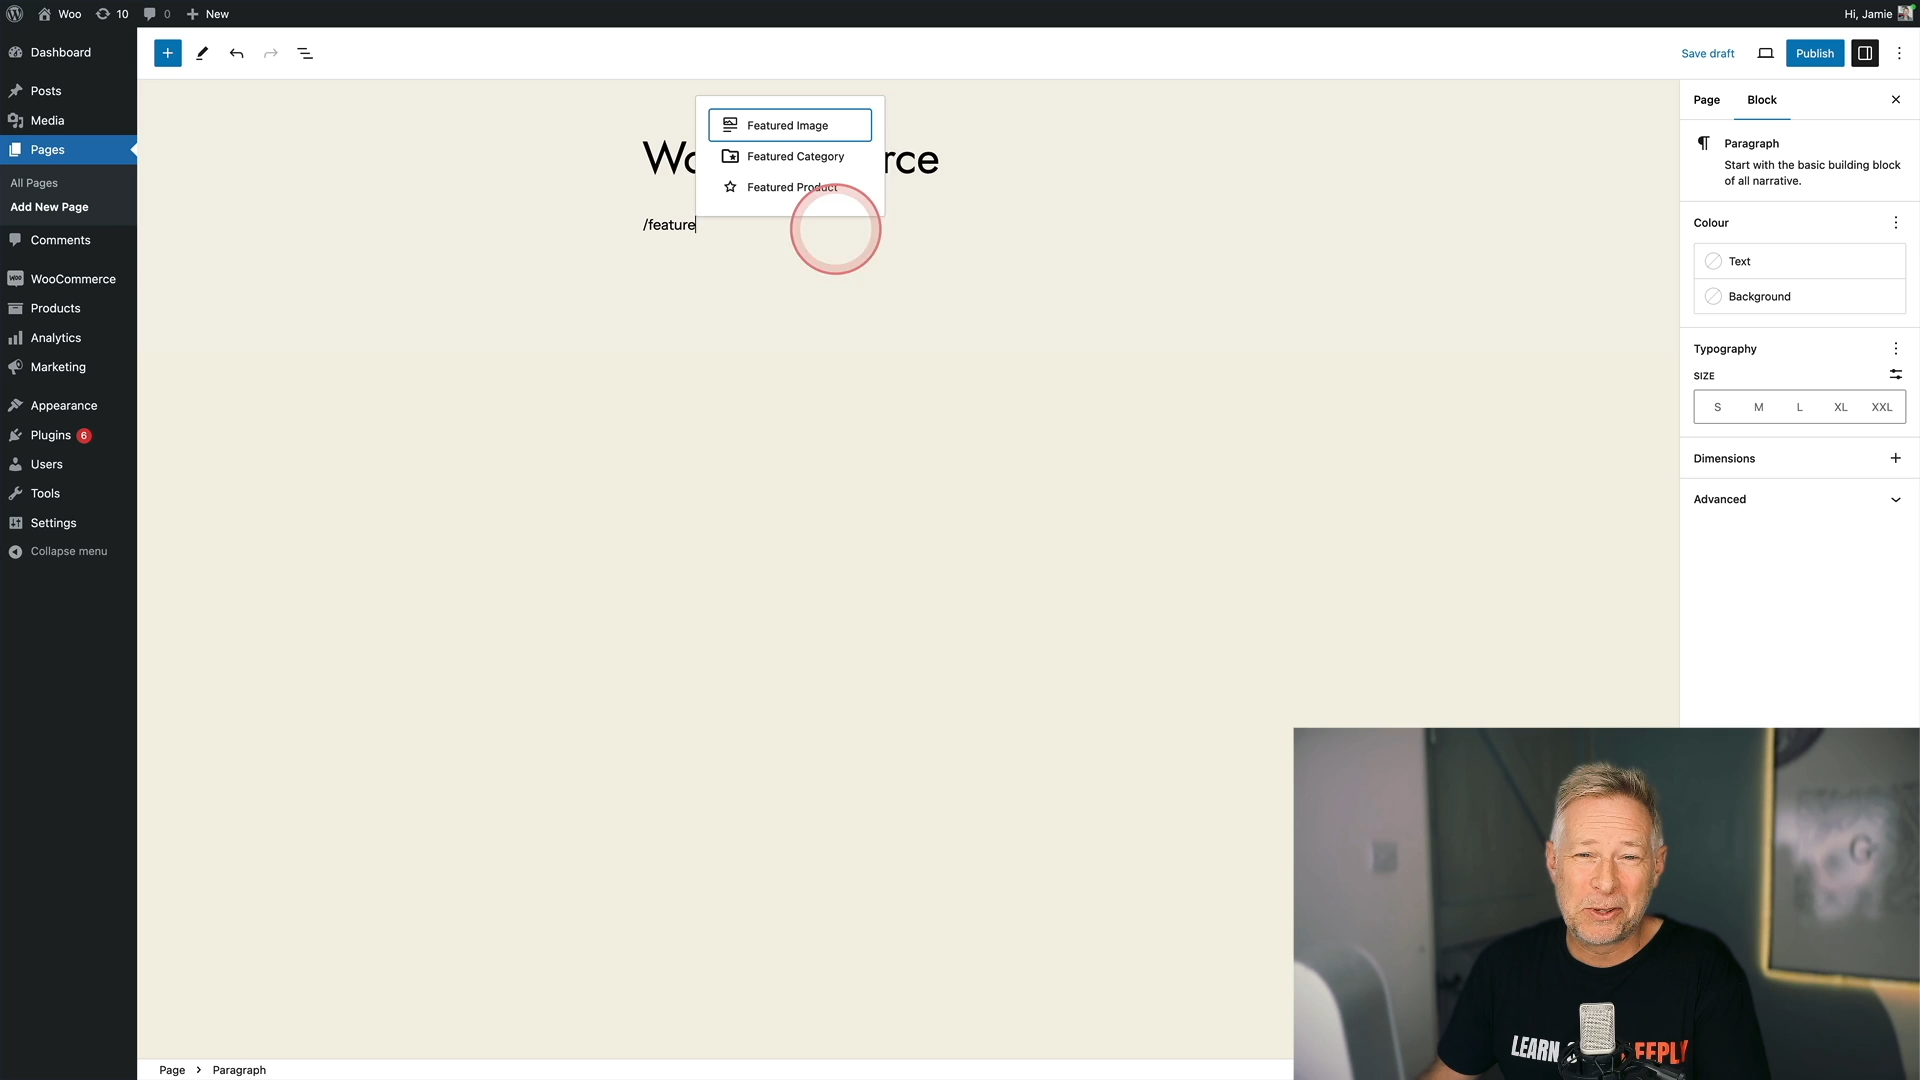 Woo 10 0 New Hi, Jamie
Dashboard
Posts
Media
Pages
All Pages
Add New Page
Comments
WooCommerce
Products
Analytics
Marketing
Appearance
Plugins 6
Users
Tools
Settings
Collapse menu
Save draft Publish
Featured Image
Featured Category
Featured Product
rce
/feature
Page Block
Paragraph
Start with the basic building block
of all narrative.
Colour
Text
Background
Typography
SIZE
S M L XL XXL
Dimensions
Advanced
LEARN
Page > Paragraph